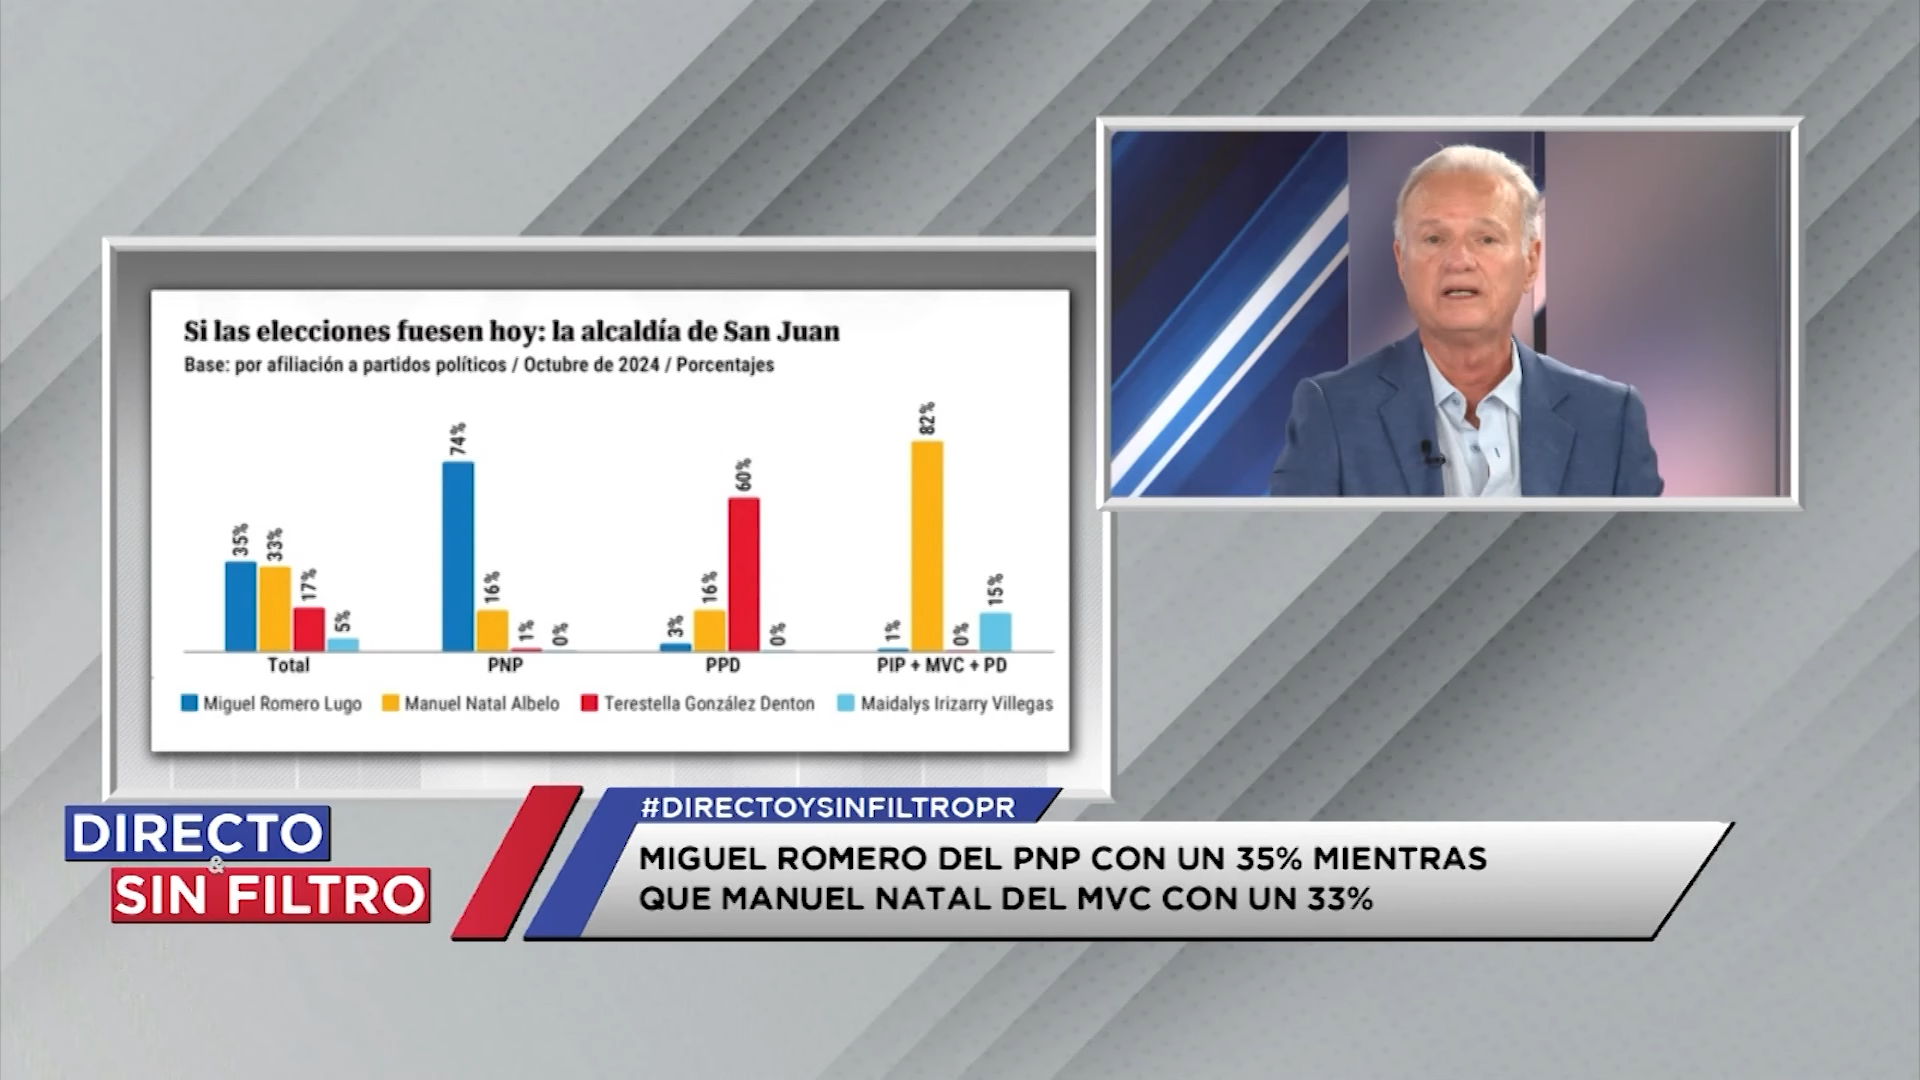 Si las elecciones fuesen hoy: la alcaldía de San Juan
Base: por afiliación a partidos políticos / Octubre de 2024 / Porcentajes
35% 33% 17% 5%
74% 16% 1% 0%
3% 16% 60% 0%
1% 82% 0% 15%
Total PNP PPD PIP + MVC + PD
Miguel Romero Lugo Manuel Natal Albelo Terestella González Denton Maidalys Irizarry Villegas
DIRECTO
&
SIN FILTRO
#DIRECTOYSINFILTROPR
MIGUEL ROMERO DEL PNP CON UN 35% MIENTRAS
QUE MANUEL NATAL DEL MVC CON UN 33%